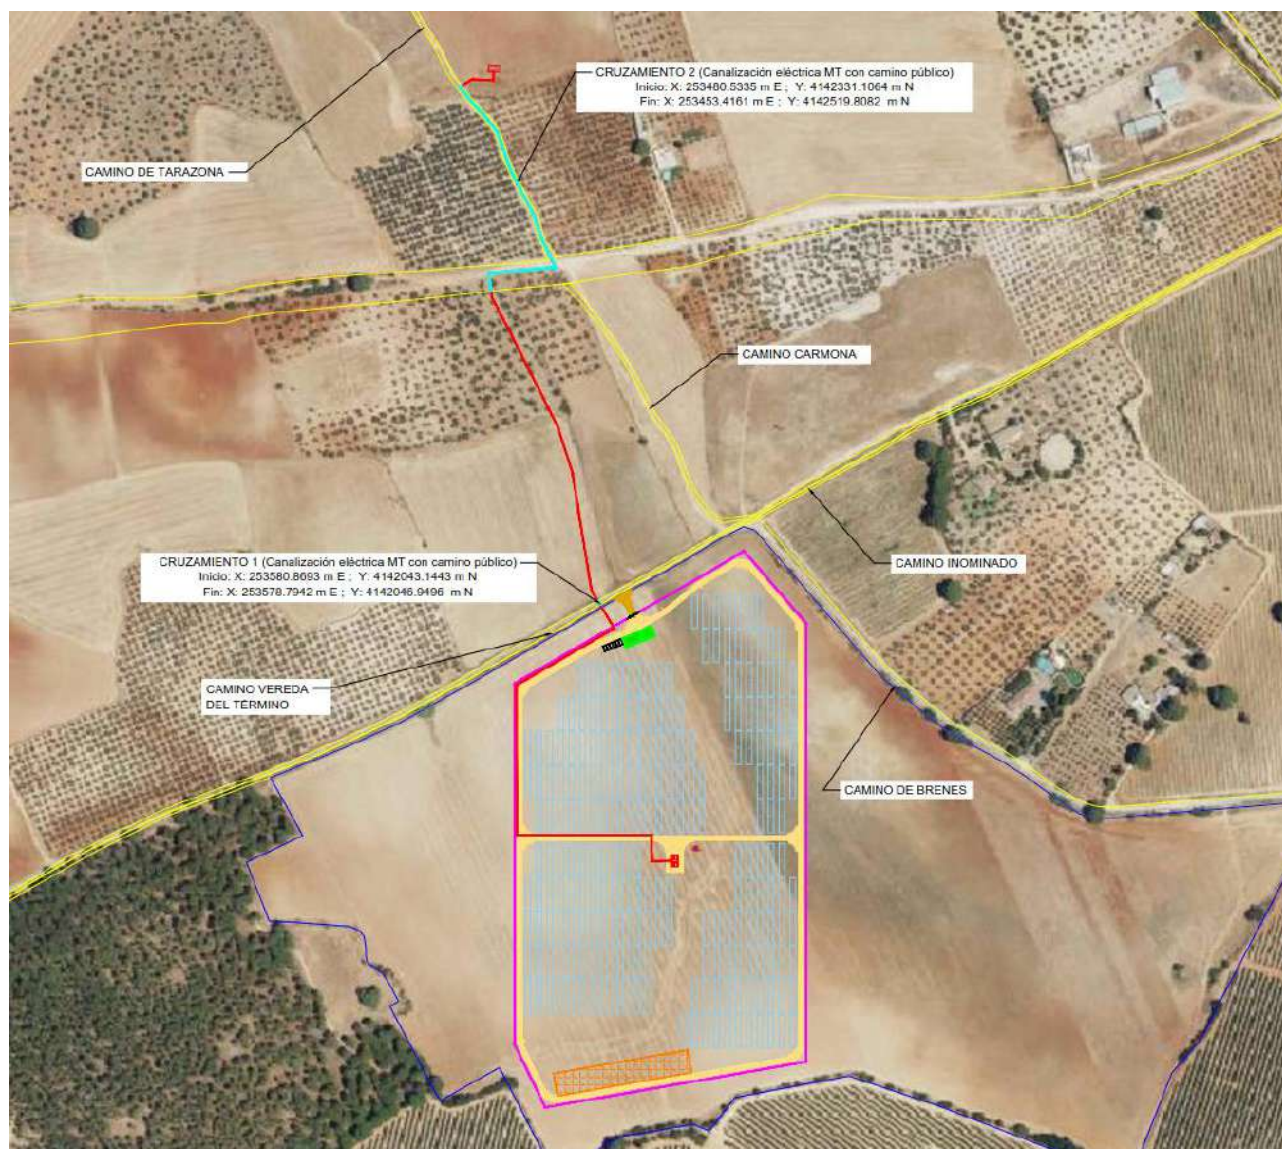 CRUZAMIENTO 2 (Canalización eléctrica MT con camino público)
Inicio: X: 253480.5335 m E ; Y: 4142331.1064 m N
Fin: X: 253453.4161 m E ; Y: 4142519.8082 m N
CAMINO DE TARAZONA
CAMINO CARMONA
CRUZAMIENTO 1 (Canalización eléctrica MT con camino público)
Inicio: X: 253580.8693 m E ; Y: 4142043.1443 m N
Fin: X: 253578.7942 m E ; Y: 4142046.9496 m N
CAMINO INOMINADO
CAMINO VEREDA
DEL TÉRMINO
CAMINO DE BRENES